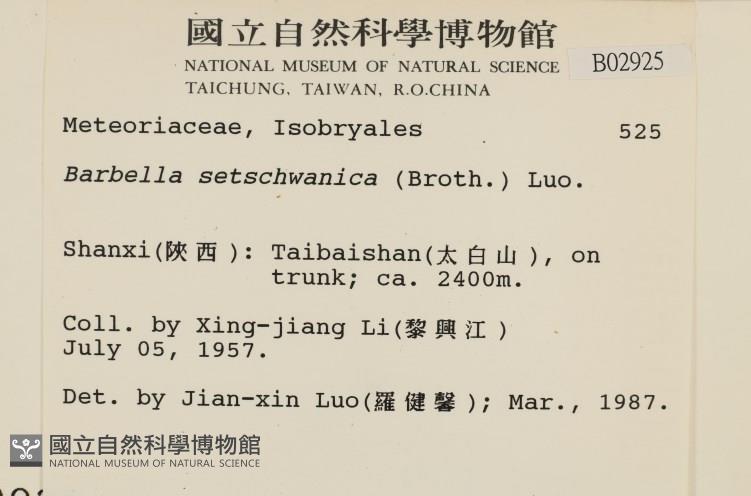 國立自然科學博物館
NATIONAL MUSEUM OF NATURAL SCIENCE
B02925
TAICHUNG, TAIWAN, R.O.CHINA
Meteoriaceae, Isobryales 525
Barbella setschwanica (Broth.) Luo.
Shanxi(陝西): Taibaishan(太白山), on
trunk; ca. 2400m.
Coll. by Xing-jiang Li(黎興江)
July 05, 1957.
Det. by Jian-xin Luo(羅健馨); Mar., 1987.
國立自然科學博物館
NATIONAL MUSEUM OF NATURAL SCIENCE